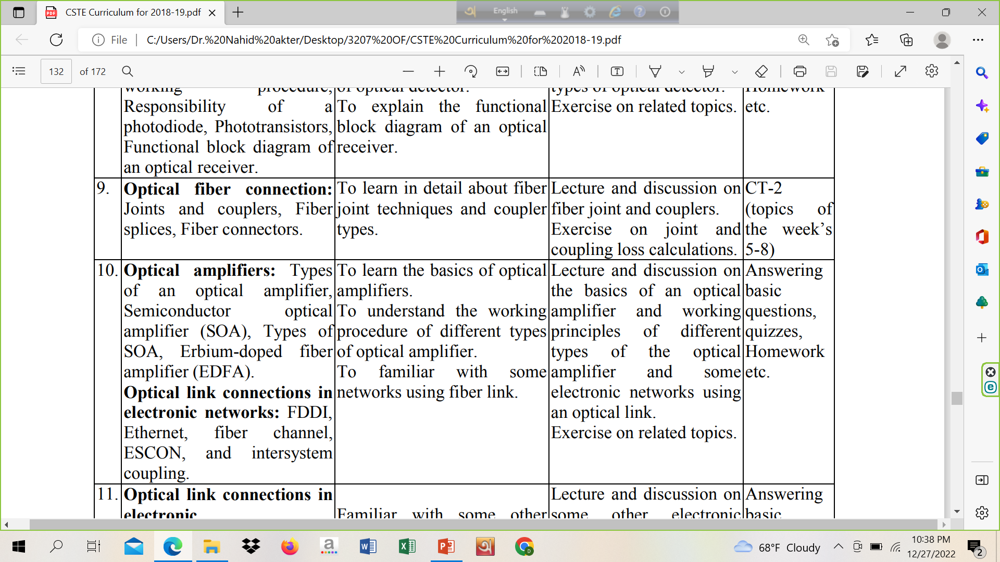 CSTE Curriculum for 2018-19.pdf
English
File
C:/Users/Dr.%20Nahid%20akter/Desktop/3207%20OF/CSTE%20Curriculum%20for%202018-19.pdf
132 of 172
working procedure,
Responsibility of a
photodiode, Phototransistors,
Functional block diagram of
an optical receiver.
of optical detector.
To explain the functional
block diagram of an optical
receiver.
types of optical detector.
Exercise on related topics.
Homework
etc.
9.
Optical fiber connection:
Joints and couplers, Fiber
splices, Fiber connectors.
To learn in detail about fiber
joint techniques and coupler
types.
Lecture and discussion on
fiber joint and couplers.
Exercise on joint and
coupling loss calculations.
CT-2
(topics of
the week’s
5-8)
10.
Optical amplifiers: Types
of an optical amplifier,
Semiconductor optical
amplifier (SOA), Types of
SOA, Erbium-doped fiber
amplifier (EDFA).
Optical link connections in
electronic networks: FDDI,
Ethernet, fiber channel,
ESCON, and intersystem
coupling.
To learn the basics of optical
amplifiers.
To understand the working
procedure of different types
of optical amplifier.
To familiar with some
networks using fiber link.
Lecture and discussion on
the basics of an optical
amplifier and working
principles of different
types of the optical
amplifier and some
electronic networks using
an optical link.
Exercise on related topics.
Answering
basic
questions,
quizzes,
Homework
etc.
11.
Optical link connections in
electronic
Familiar with some other
Lecture and discussion on
some other electronic
Answering
basic
68°F Cloudy
10:38 PM
12/27/2022
2